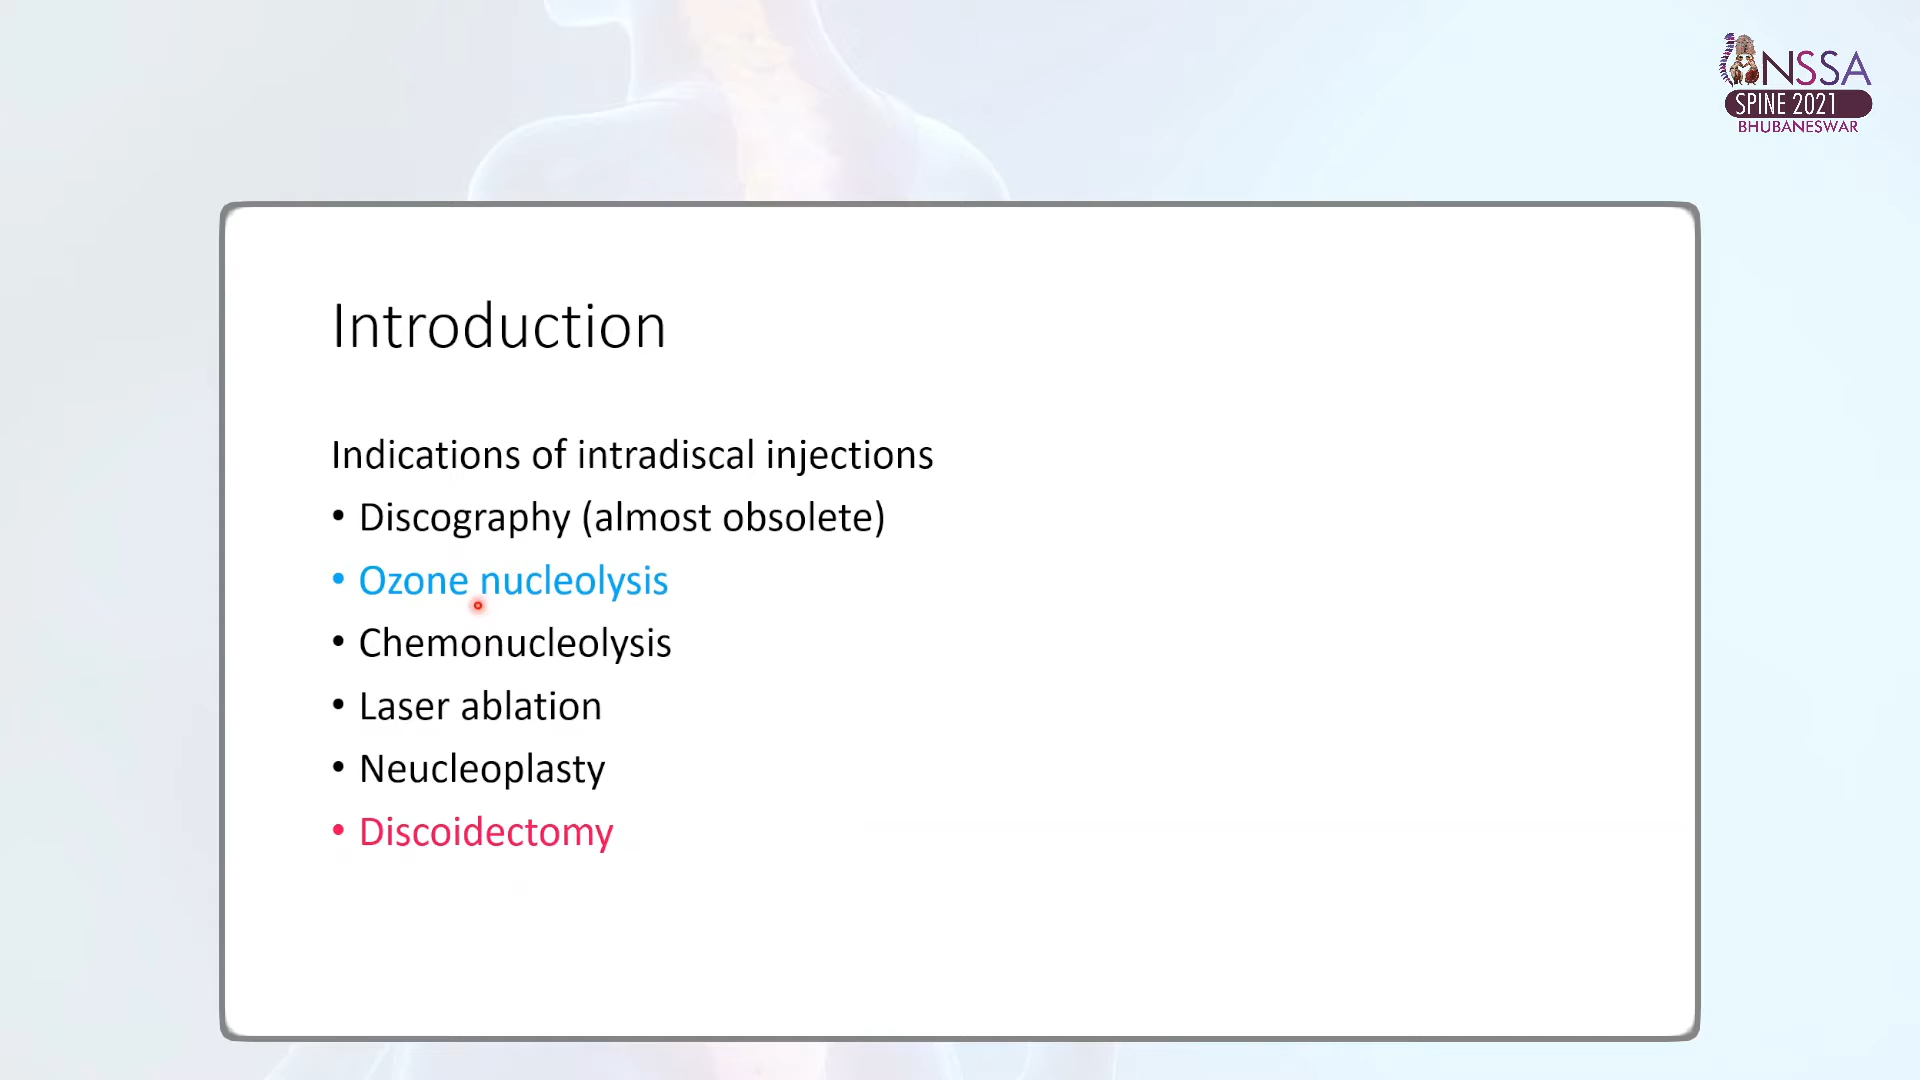 NSSA
SPINE 2021
BHUBANESWAR
Introduction
Indications of intradiscal injections
• Discography (almost obsolete)
• Ozone nucleolysis
• Chemonucleolysis
• Laser ablation
• Neucleoplasty
• Discoidectomy